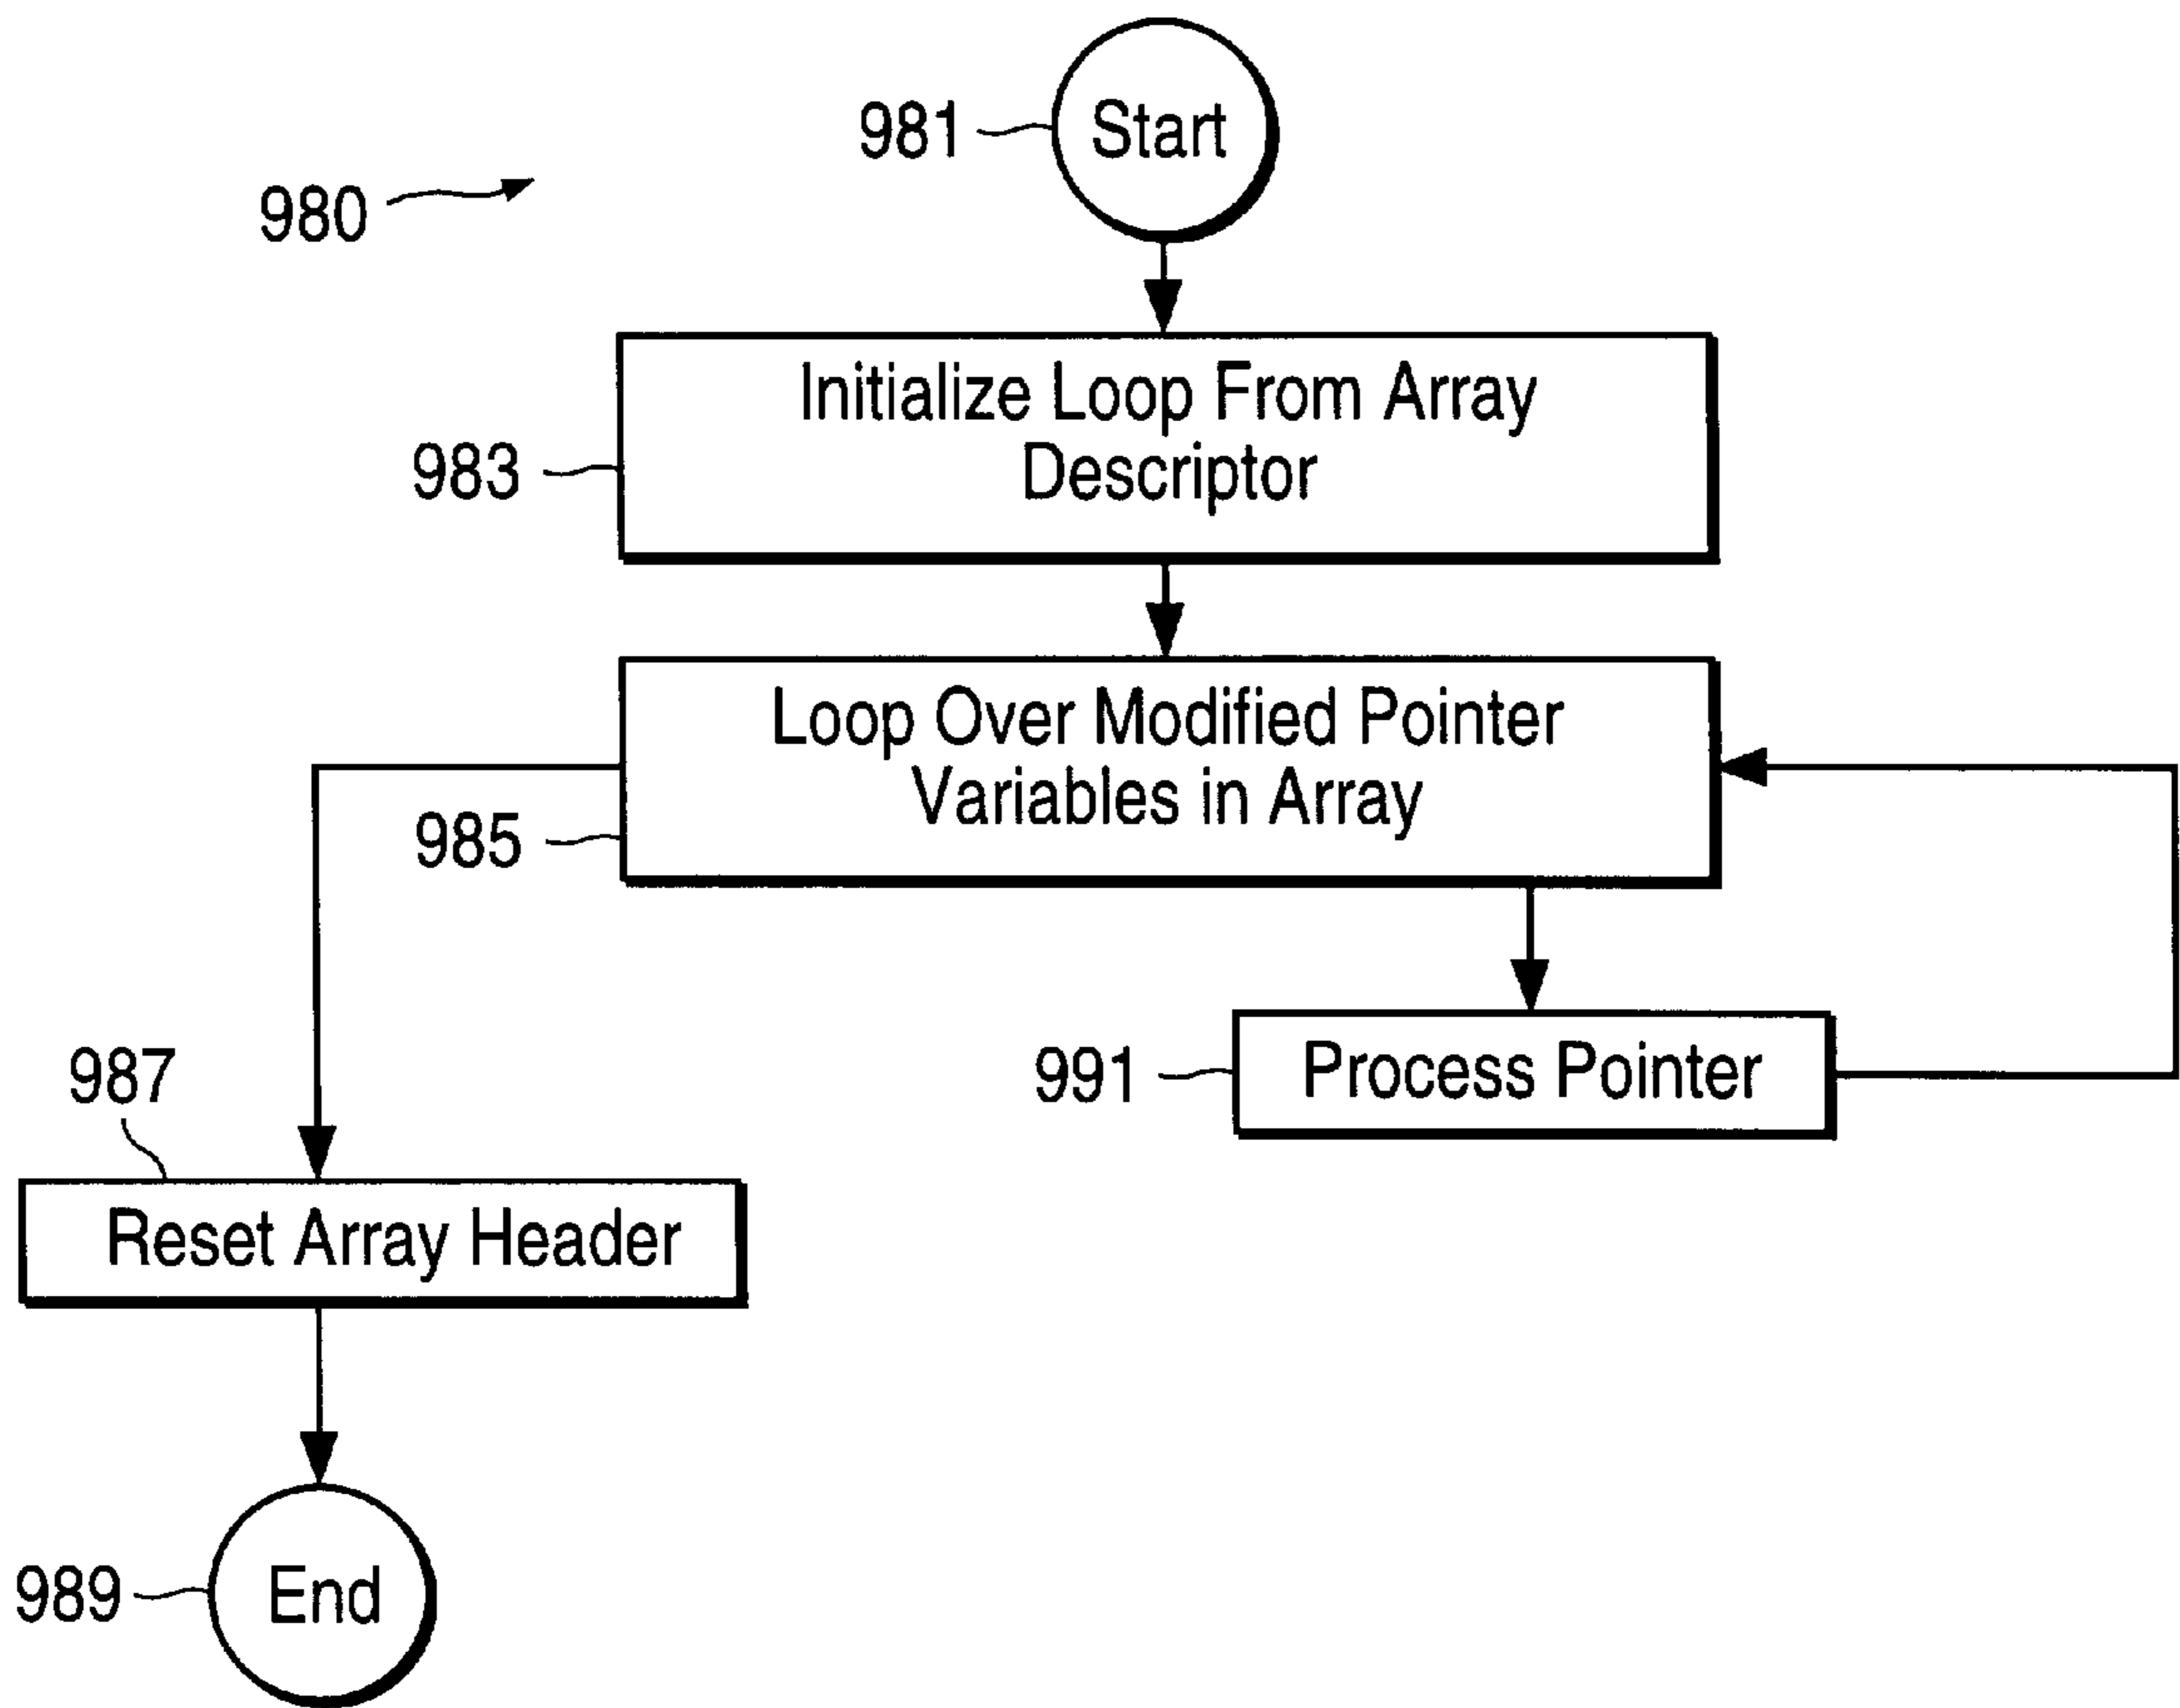 981
Start
980
Initialize Loop From Array
Descriptor
983
Loop Over Modified Pointer
Variables in Array
985
987
991
Process Pointer
Reset Array Header
989
End